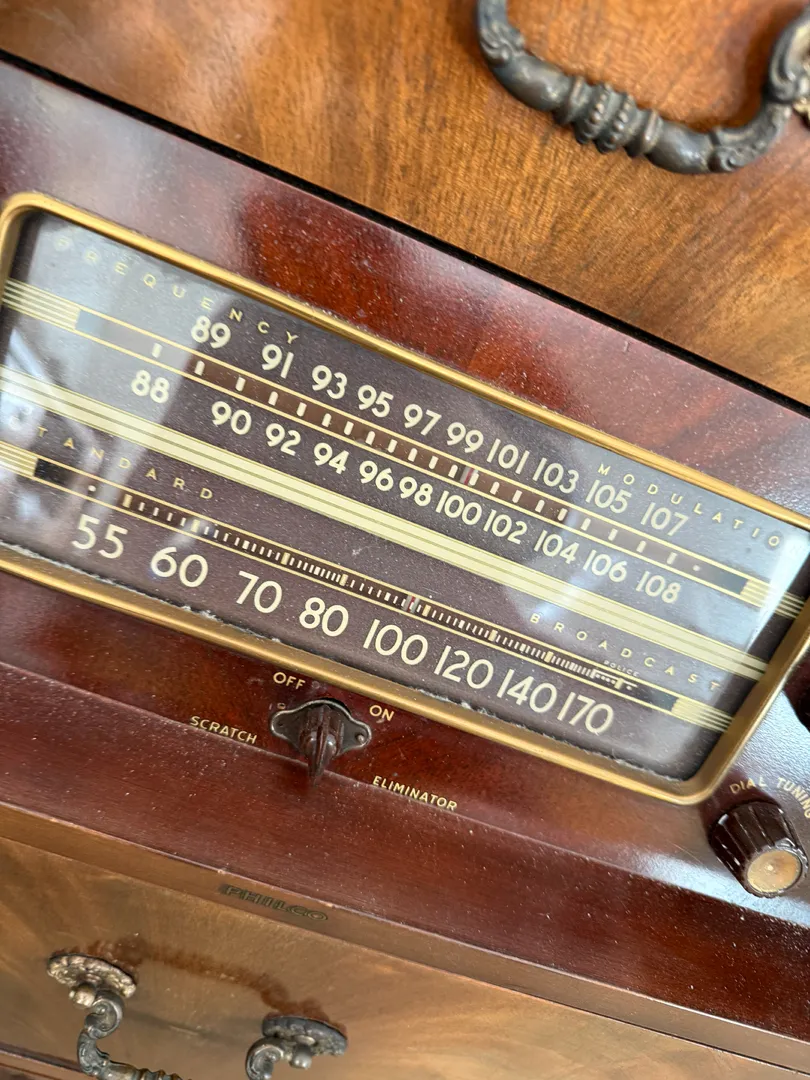 FREQUENCY MODULATIO
89 91 93 95 97 99 101 103 105 107
88 90 92 94 96 98 100 102 104 106 108
STANDARD BROADCAST
POLICE
55 60 70 80 100 120 140 170
OFF ON
SCRATCH ELIMINATOR
DIAL TUNING
PHILCO